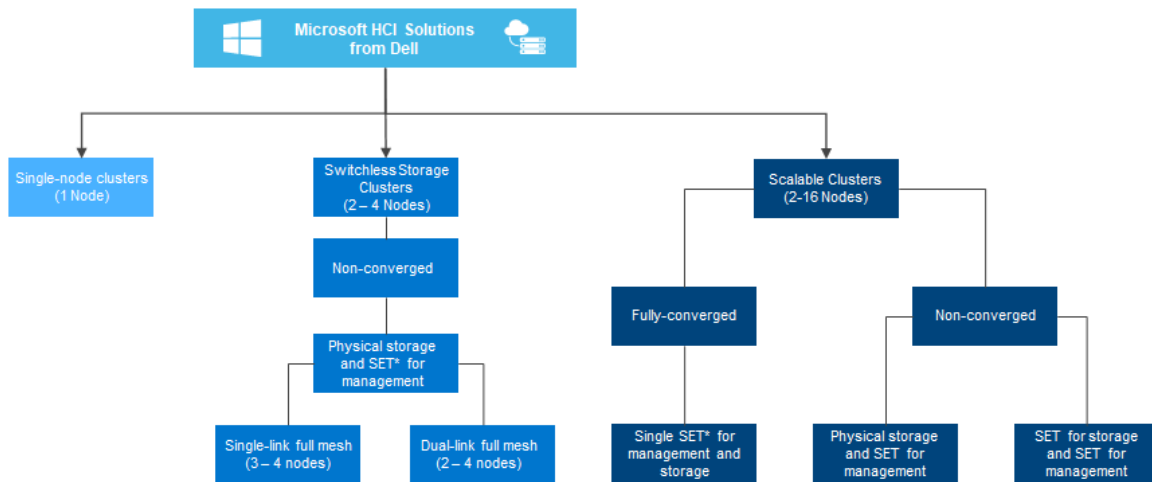 Microsoft HCI Solutions
from Dell
Single-node clusters
(1 Node)
Switchless Storage
Clusters
(2 – 4 Nodes)
Scalable Clusters
(2-16 Nodes)
Non-converged
Fully-converged
Non-converged
Physical storage
and SET* for
management
Single-link full mesh
(3 – 4 nodes)
Dual-link full mesh
(2 – 4 nodes)
Single SET* for
management and
storage
Physical storage
and SET for
management
SET for storage
and SET for
management